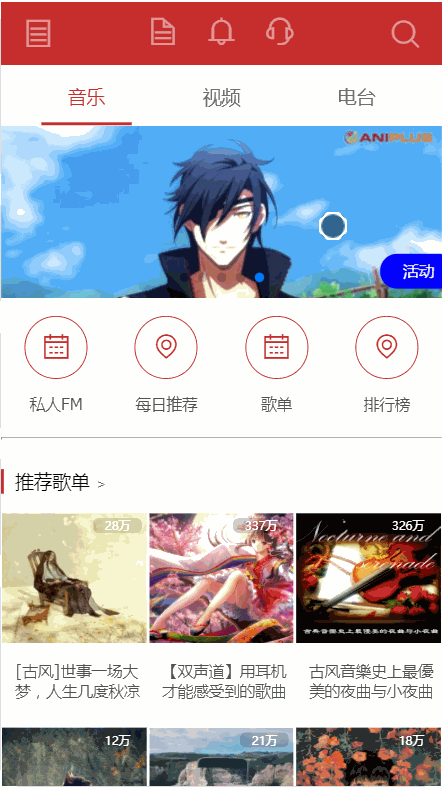 音乐 视频 电台
ANIPLUS
活动
私人FM 每日推荐 歌单 排行榜
推荐歌单 >
28万 337万 326万
Nocturne and
serenade
古典音樂史上最優美的夜曲與小夜曲
[古风]世事一场大
梦，人生几度秋凉
【双声道】用耳机
才能感受到的歌曲
古风音樂史上最優
美的夜曲与小夜曲
12万 21万 18万